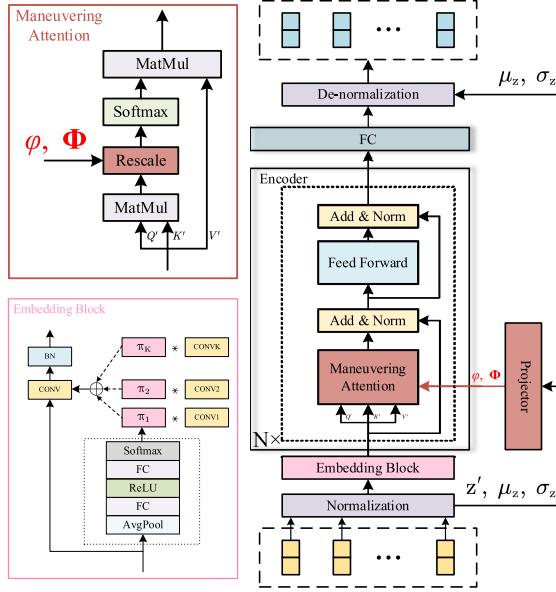 Maneuvering
Attention
MatMul
Softmax
φ, Φ
Rescale
MatMul
Q' K' V'
Embedding Block
BN
CONV
π_K * CONVK
π_2 * CONV2
π_1 * CONV1
Softmax
FC
ReLU
FC
AvgPool
...
De-normalization
μ_z, σ_z
FC
Encoder
Add & Norm
Feed Forward
Add & Norm
Maneuvering
Attention
Q' K' V'
φ, Φ
Projector
N×
Embedding Block
Normalization
z', μ_z, σ_z
...